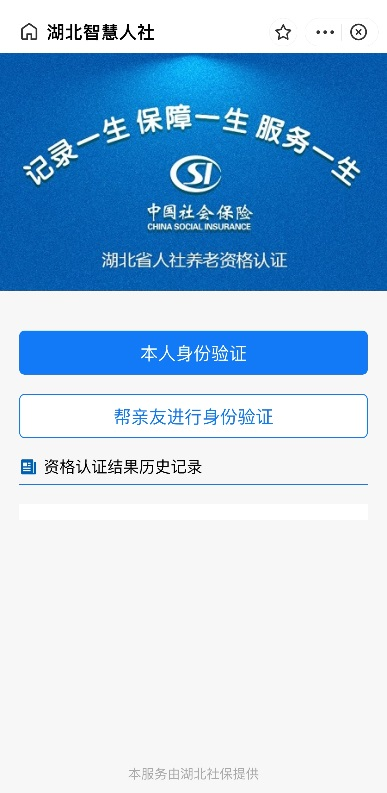 湖北智慧人社
记录一生 保障一生 服务一生
SI
中国社会保险
CHINA SOCIAL INSURANCE
湖北省人社养老资格认证
本人身份验证
帮亲友进行身份验证
资格认证结果历史记录
本服务由湖北社保提供